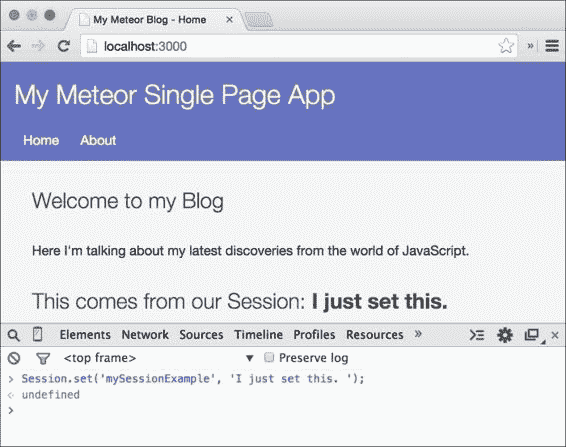 My Meteor Blog - Home
localhost:3000
My Meteor Single Page App
Home About
Welcome to my Blog
Here I'm talking about my latest discoveries from the world of JavaScript.
This comes from our Session: I just set this.
Elements Network Sources Timeline Profiles Resources »
<top frame> Preserve log
Session.set('mySessionExample', 'I just set this. ');
undefined